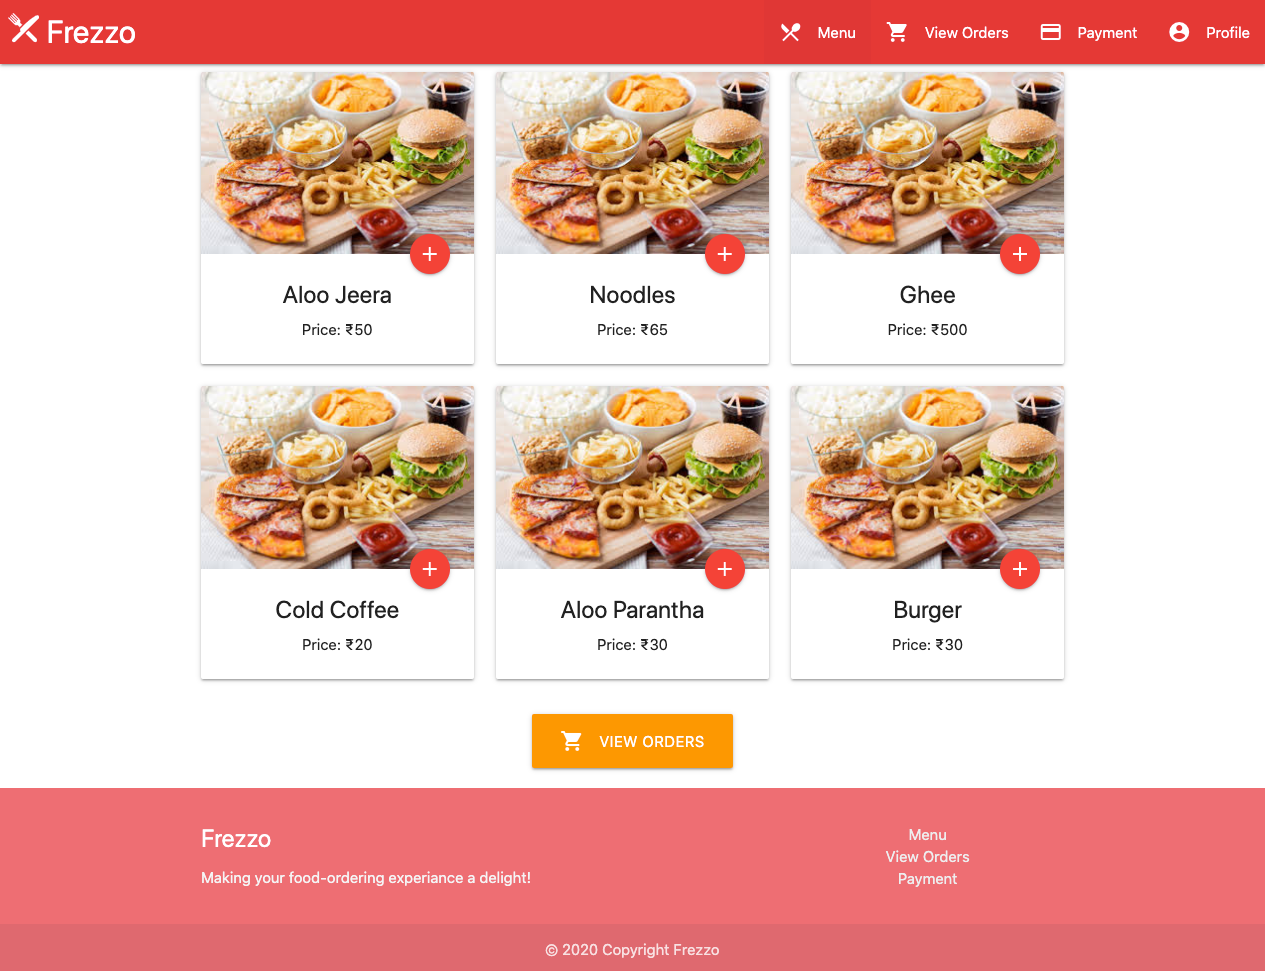 Frezzo
Menu
View Orders
Payment
Profile
Aloo Jeera
Price: ₹50
Noodles
Price: ₹65
Ghee
Price: ₹500
Cold Coffee
Price: ₹20
Aloo Parantha
Price: ₹30
Burger
Price: ₹30
VIEW ORDERS
Frezzo
Making your food-ordering experiance a delight!
Menu
View Orders
Payment
© 2020 Copyright Frezzo